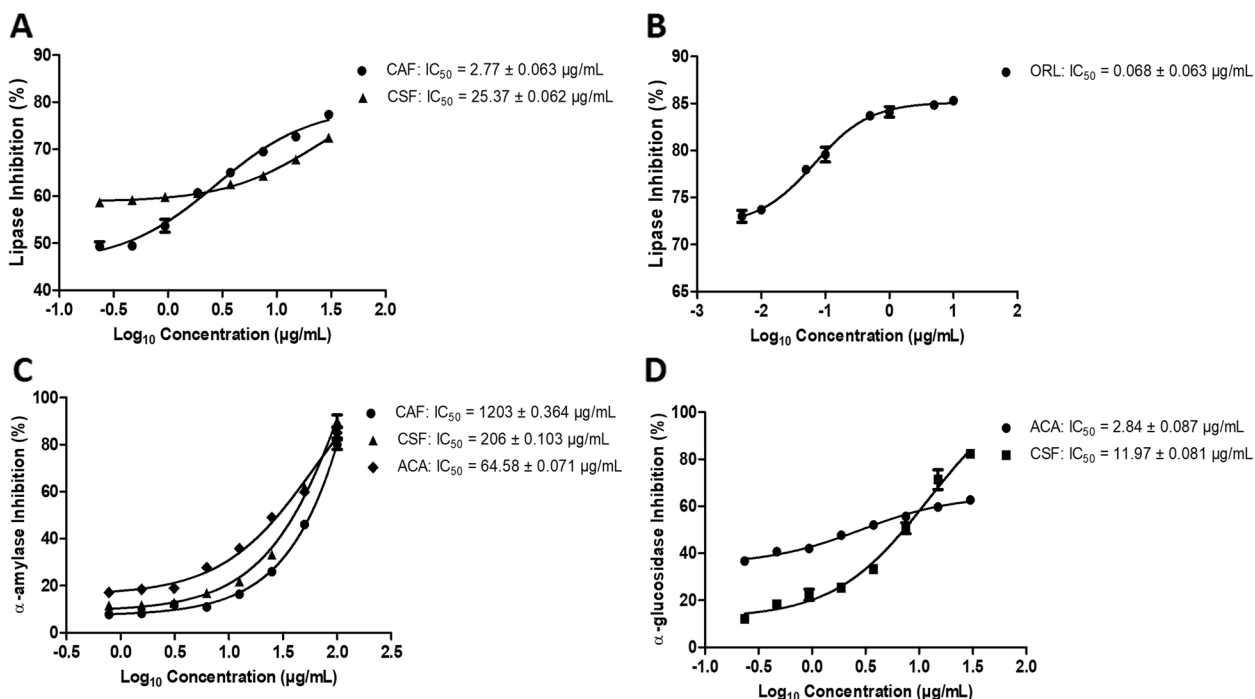 A
90
80
70
60
50
40
Lipase Inhibition (%)
-1.0 -0.5 0.0 0.5 1.0 1.5 2.0
Log10 Concentration (µg/mL)
CAF: IC50 = 2.77 ± 0.063 µg/mL
CSF: IC50 = 25.37 ± 0.062 µg/mL
B
90
85
80
75
70
65
Lipase Inhibition (%)
-3 -2 -1 0 1 2
Log10 Concentration (µg/mL)
ORL: IC50 = 0.068 ± 0.063 µg/mL
C
100
80
60
40
20
0
α-amylase Inhibition (%)
-0.5 0.0 0.5 1.0 1.5 2.0 2.5
Log10 Concentration (µg/mL)
CAF: IC50 = 1203 ± 0.364 µg/mL
CSF: IC50 = 206 ± 0.103 µg/mL
ACA: IC50 = 64.58 ± 0.071 µg/mL
D
100
80
60
40
20
0
α-glucosidase Inhibition (%)
-1.0 -0.5 0.0 0.5 1.0 1.5 2.0
Log10 Concentration (µg/mL)
ACA: IC50 = 2.84 ± 0.087 µg/mL
CSF: IC50 = 11.97 ± 0.081 µg/mL